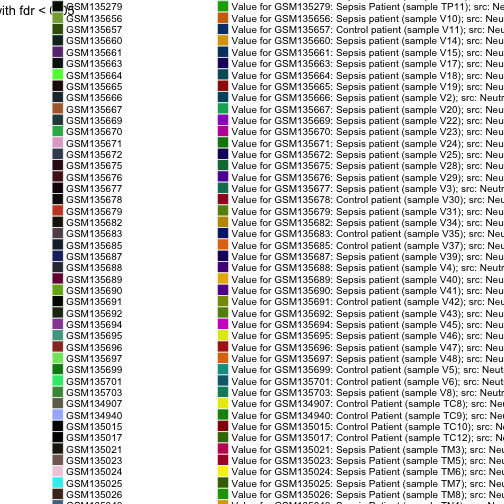 with fdr < 0
GSM135279 Value for GSM135279: Sepsis Patient (sample TP11); src: Ne
GSM135656 Value for GSM135656: Sepsis patient (sample V10); src: Neu
GSM135657 Value for GSM135657: Control patient (sample V11); src: Neu
GSM135660 Value for GSM135660: Sepsis patient (sample V14); src: Neu
GSM135661 Value for GSM135661: Sepsis patient (sample V15); src: Neu
GSM135663 Value for GSM135663: Sepsis patient (sample V17); src: Neu
GSM135664 Value for GSM135664: Sepsis patient (sample V18); src: Neu
GSM135665 Value for GSM135665: Sepsis patient (sample V19); src: Neu
GSM135666 Value for GSM135666: Sepsis patient (sample V2); src: Neutr
GSM135667 Value for GSM135667: Sepsis patient (sample V20); src: Neu
GSM135669 Value for GSM135669: Sepsis patient (sample V22); src: Neu
GSM135670 Value for GSM135670: Sepsis patient (sample V23); src: Neu
GSM135671 Value for GSM135671: Sepsis patient (sample V24); src: Neu
GSM135672 Value for GSM135672: Sepsis patient (sample V25); src: Neu
GSM135675 Value for GSM135675: Sepsis patient (sample V28); src: Neu
GSM135676 Value for GSM135676: Sepsis patient (sample V29); src: Neu
GSM135677 Value for GSM135677: Sepsis patient (sample V3); src: Neutr
GSM135678 Value for GSM135678: Control patient (sample V30); src: Neu
GSM135679 Value for GSM135679: Sepsis patient (sample V31); src: Neu
GSM135682 Value for GSM135682: Sepsis patient (sample V34); src: Neu
GSM135683 Value for GSM135683: Control patient (sample V35); src: Neu
GSM135685 Value for GSM135685: Control patient (sample V37); src: Neu
GSM135687 Value for GSM135687: Sepsis patient (sample V39); src: Neu
GSM135688 Value for GSM135688: Sepsis patient (sample V4); src: Neutr
GSM135689 Value for GSM135689: Sepsis patient (sample V40); src: Neu
GSM135690 Value for GSM135690: Sepsis patient (sample V41); src: Neu
GSM135691 Value for GSM135691: Control patient (sample V42); src: Neu
GSM135692 Value for GSM135692: Sepsis patient (sample V43); src: Neu
GSM135694 Value for GSM135694: Sepsis patient (sample V45); src: Neu
GSM135695 Value for GSM135695: Sepsis patient (sample V46); src: Neu
GSM135696 Value for GSM135696: Sepsis patient (sample V47); src: Neu
GSM135697 Value for GSM135697: Sepsis patient (sample V48); src: Neu
GSM135699 Value for GSM135699: Control patient (sample V5); src: Neut
GSM135701 Value for GSM135701: Control patient (sample V6); src: Neut
GSM135703 Value for GSM135703: Sepsis patient (sample V8); src: Neutr
GSM134907 Value for GSM134907: Control Patient (sample TC8); src: Neu
GSM134940 Value for GSM134940: Control Patient (sample TC9); src: Neu
GSM135015 Value for GSM135015: Control Patient (sample TC10); src: Ne
GSM135017 Value for GSM135017: Control Patient (sample TC12); src: Ne
GSM135021 Value for GSM135021: Sepsis Patient (sample TM3); src: Neu
GSM135023 Value for GSM135023: Sepsis Patient (sample TM5); src: Neu
GSM135024 Value for GSM135024: Sepsis Patient (sample TM6); src: Neu
GSM135025 Value for GSM135025: Sepsis Patient (sample TM7); src: Neu
GSM135026 Value for GSM135026: Sepsis Patient (sample TM8); src: Neu